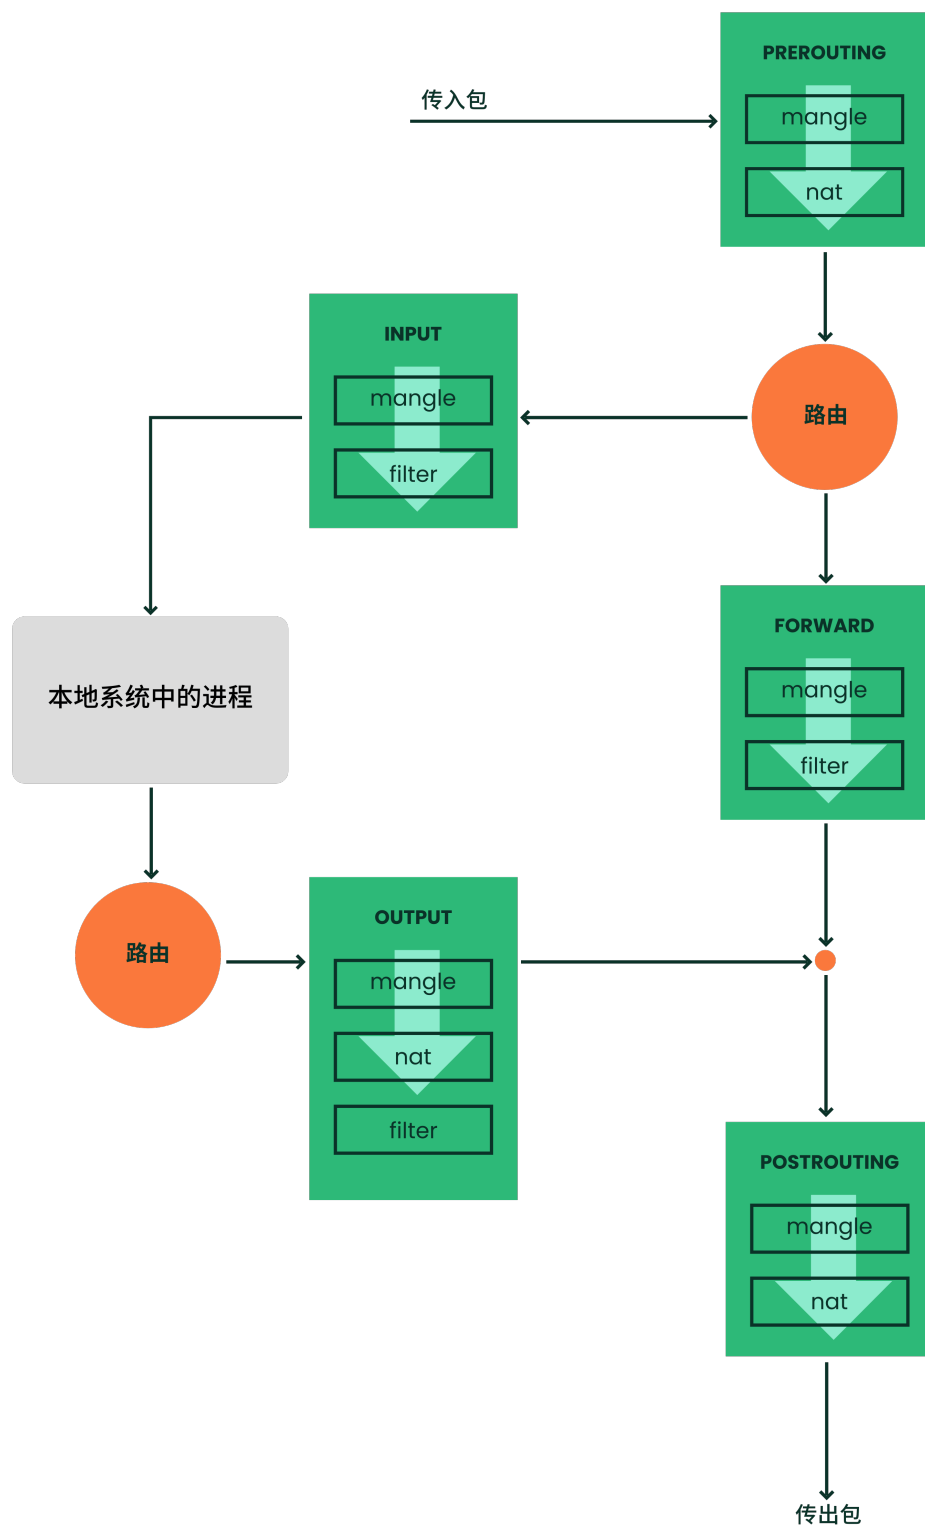 传入包
PREROUTING
mangle
nat
路由
INPUT
mangle
filter
FORWARD
mangle
filter
本地系统中的进程
路由
OUTPUT
mangle
nat
filter
POSTROUTING
mangle
nat
传出包